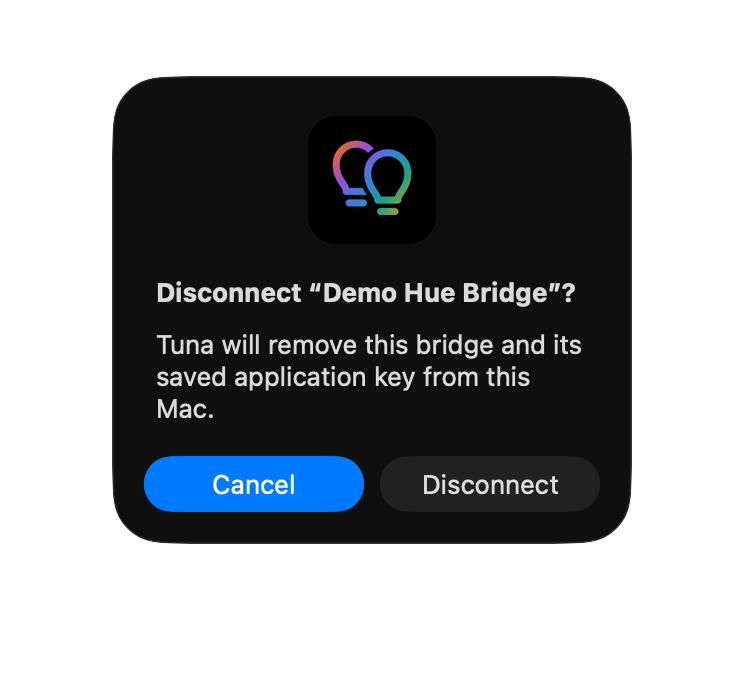 Disconnect “Demo Hue Bridge”?
Tuna will remove this bridge and its
saved application key from this
Mac.
Cancel
Disconnect